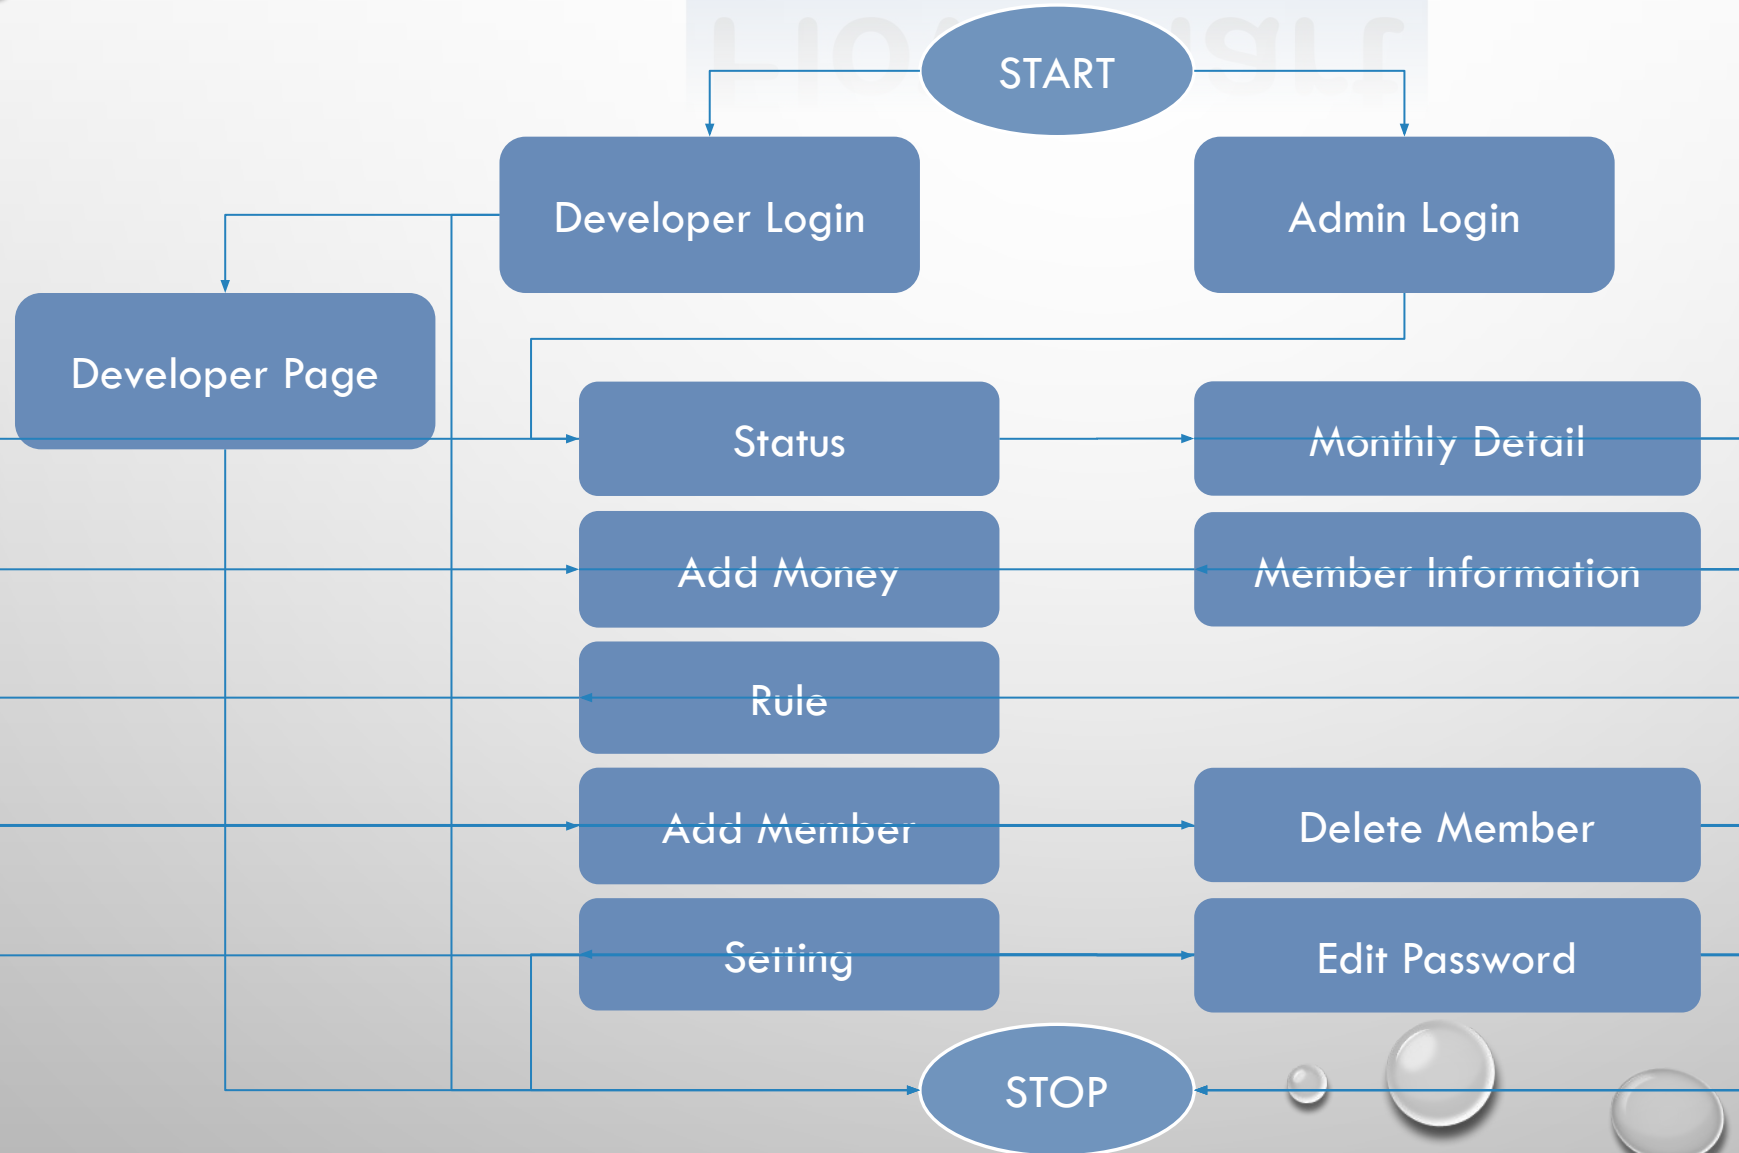 START
Developer Login
Admin Login
Developer Page
Status
Monthly Detail
Add Money
Member Information
Rule
Add Member
Delete Member
Setting
Edit Password
STOP